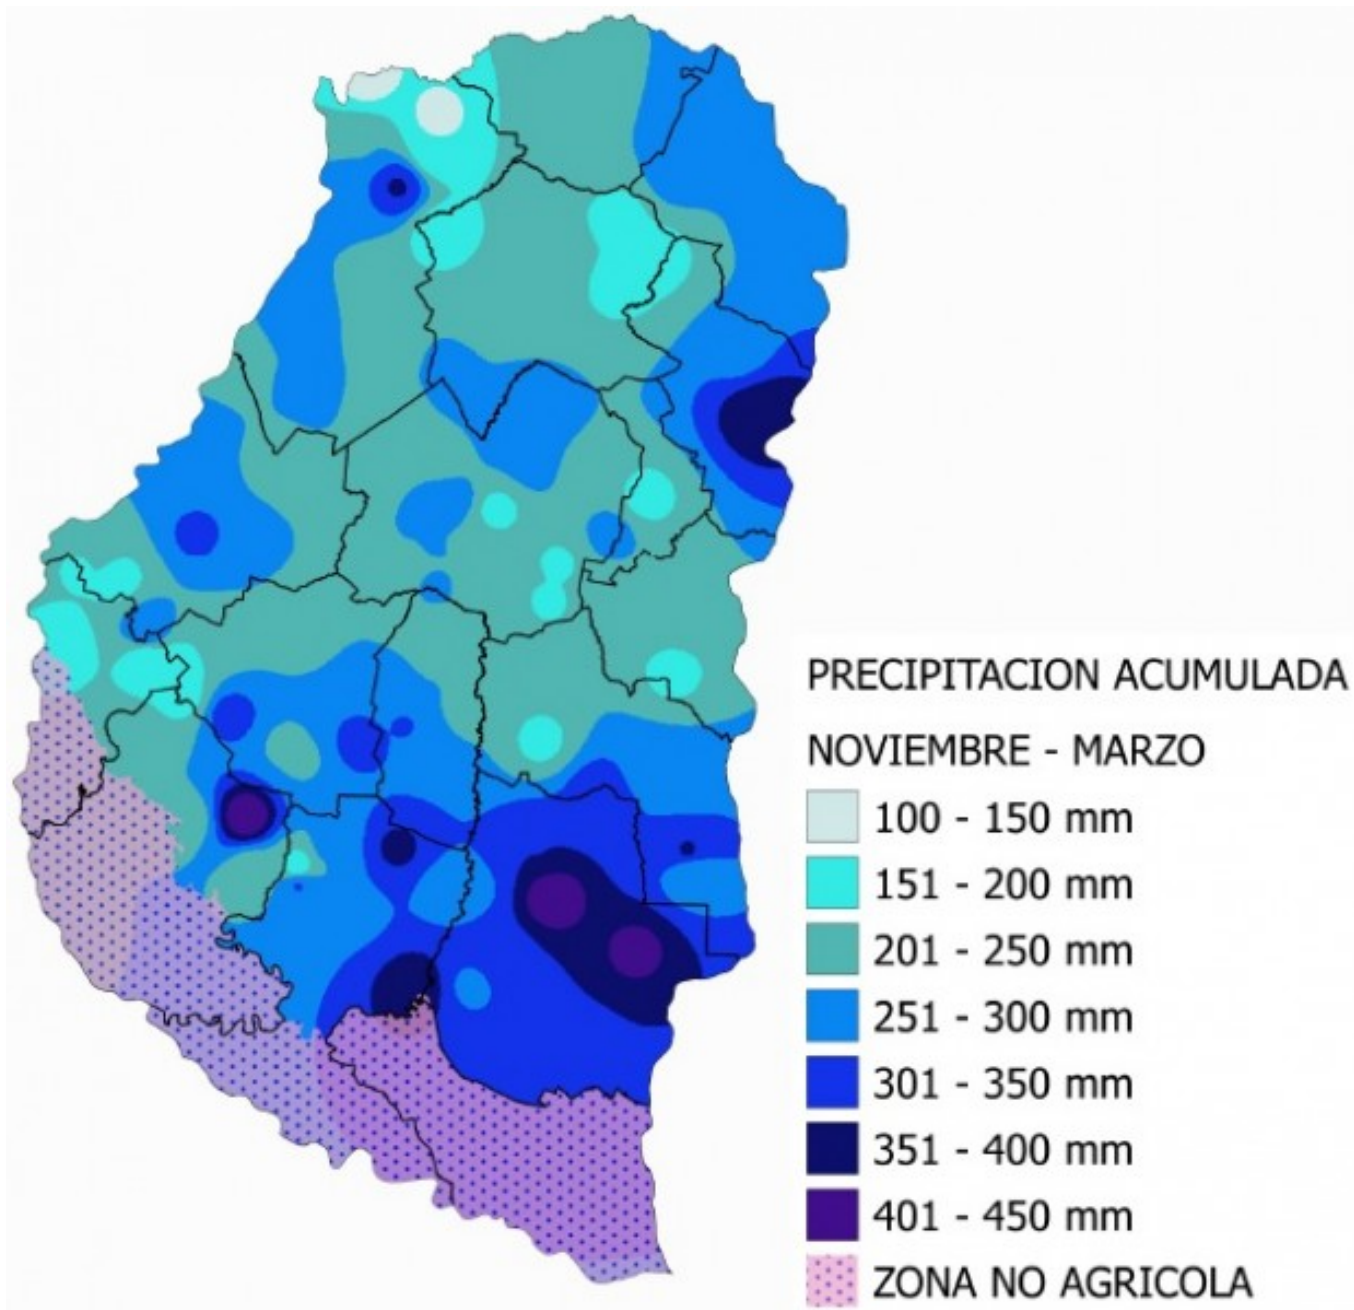 PRECIPITACION ACUMULADA
NOVIEMBRE - MARZO
100 - 150 mm
151 - 200 mm
201 - 250 mm
251 - 300 mm
301 - 350 mm
351 - 400 mm
401 - 450 mm
ZONA NO AGRICOLA